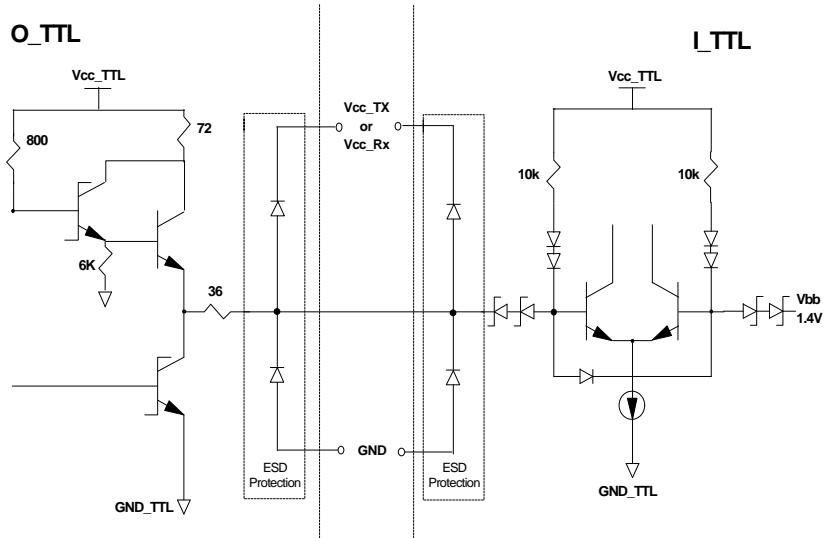 O_TTL
I_TTL
Vcc_TTL
Vcc_TX
or
Vcc_Rx
Vcc_TTL
800
72
10k
10k
6K
36
Vbb
1.4V
GND
ESD
Protection
ESD
Protection
GND_TTL
GND_TTL